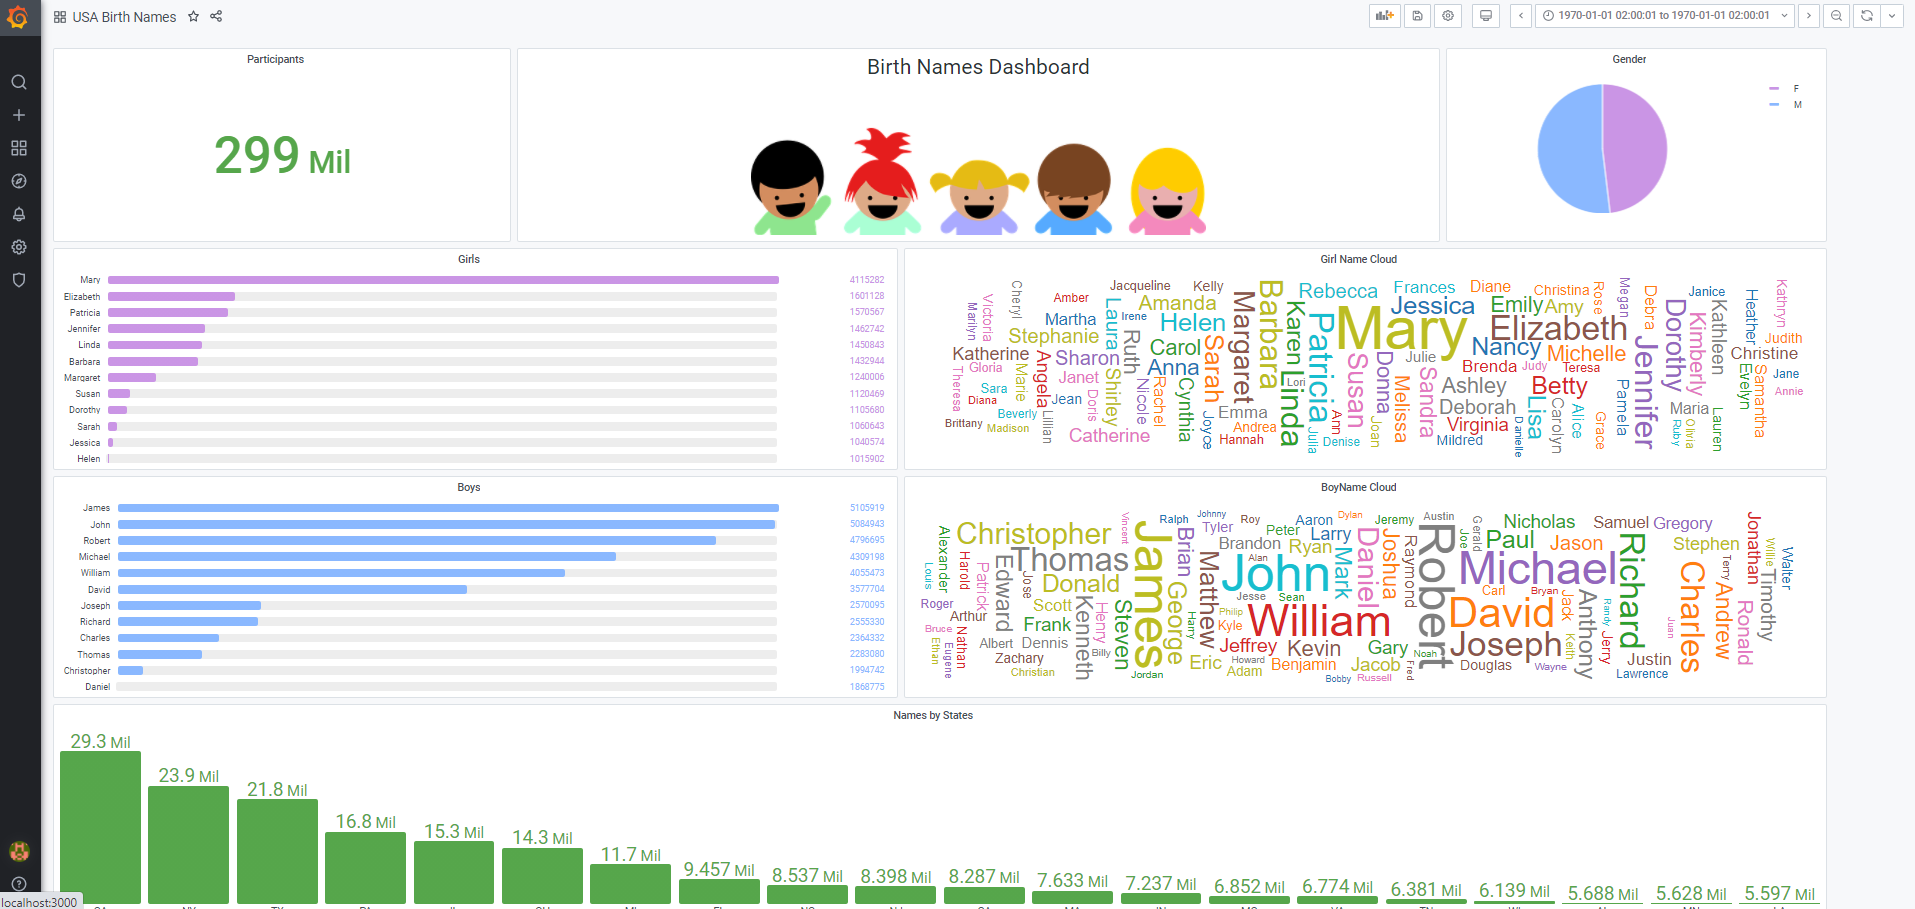 USA Birth Names
1970-01-01 02:00:01 to 1970-01-01 02:00:01
Participants
299 Mil
Birth Names Dashboard
Gender
F
M
Girls
Mary 4115282
Elizabeth 1601128
Patricia 1570567
Jennifer 1462742
Linda 1450843
Barbara 1432944
Margaret 1240006
Susan 1120469
Dorothy 1105680
Sarah 1060643
Jessica 1040574
Helen 1015902
Girl Name Cloud
Cheryl
Jacqueline
Kelly
Barbara
Rebecca
Frances
Diane
Christina
Rose
Megan
Debra
Janice
Heather
Kathryn
Victoria
Marilyn
Amber
Martha
Laura
Irene
Amanda
Margaret
Karen
Jessica
Emily
Amy
Dorothy
Kimberly
Kathleen
Judith
Stephanie
Ruth
Helen
Patricia
Mary
Elizabeth
Katherine
Gloria
Angela
Sharon
Carol
Anna
Sarah
Susan
Donna
Julie
Nancy
Michelle
Jennifer
Christine
Theresa
Sara
Marie
Janet
Shirley
Nicole
Rachel
Cynthia
Linda
Lori
Melissa
Sandra
Brenda
Judy
Teresa
Evelyn
Samantha
Jane
Annie
Diana
Jean
Doris
Ashley
Betty
Pamela
Beverly
Lillian
Joyce
Emma
Deborah
Lisa
Carolyn
Alice
Grace
Maria
Lauren
Brittany
Madison
Catherine
Andrea
Hannah
Julia
Ann
Denise
Joan
Virginia
Mildred
Danielle
Ruby
Olivia
Boys
James 5105919
John 5084943
Robert 4796695
Michael 4309198
William 4055473
David 3577704
Joseph 2570095
Richard 2555330
Charles 2364332
Thomas 2283080
Christopher 1994742
Daniel 1868775
BoyName Cloud
Alexander
Christopher
Vincent
James
Ralph
Johnny
Tyler
Roy
Peter
Aaron
Dylan
Larry
Jeremy
Austin
Gerald
Joe
Nicholas
Paul
Samuel
Gregory
Jonathan
Louis
Harold
Patrick
Thomas
Edward
Brian
Brandon
Alan
Ryan
Mark
Daniel
Joshua
Raymond
Robert
Michael
Jason
Richard
Stephen
Willie
Walter
Timothy
Jose
Donald
Matthew
John
Jesse
Sean
Carl
Bryan
Charles
Terry
Andrew
Roger
Arthur
Scott
Kenneth
Henry
Steven
George
Harry
Philip
Kyle
William
David
Jack
Anthony
Randy
Juan
Ronald
Bruce
Ethan
Nathan
Eugene
Frank
Albert
Dennis
Zachary
Christian
Billy
Jordan
Eric
Jeffrey
Howard
Adam
Kevin
Benjamin
Bobby
Gary
Jacob
Russell
Noah
Fred
Joseph
Douglas
Wayne
Keith
Jerry
Justin
Lawrence
Names by States
29.3 Mil
23.9 Mil
21.8 Mil
16.8 Mil
15.3 Mil
14.3 Mil
11.7 Mil
9.457 Mil
8.537 Mil
8.398 Mil
8.287 Mil
7.633 Mil
7.237 Mil
6.852 Mil
6.774 Mil
6.381 Mil
6.139 Mil
5.688 Mil
5.628 Mil
5.597 Mil
localhost:3000